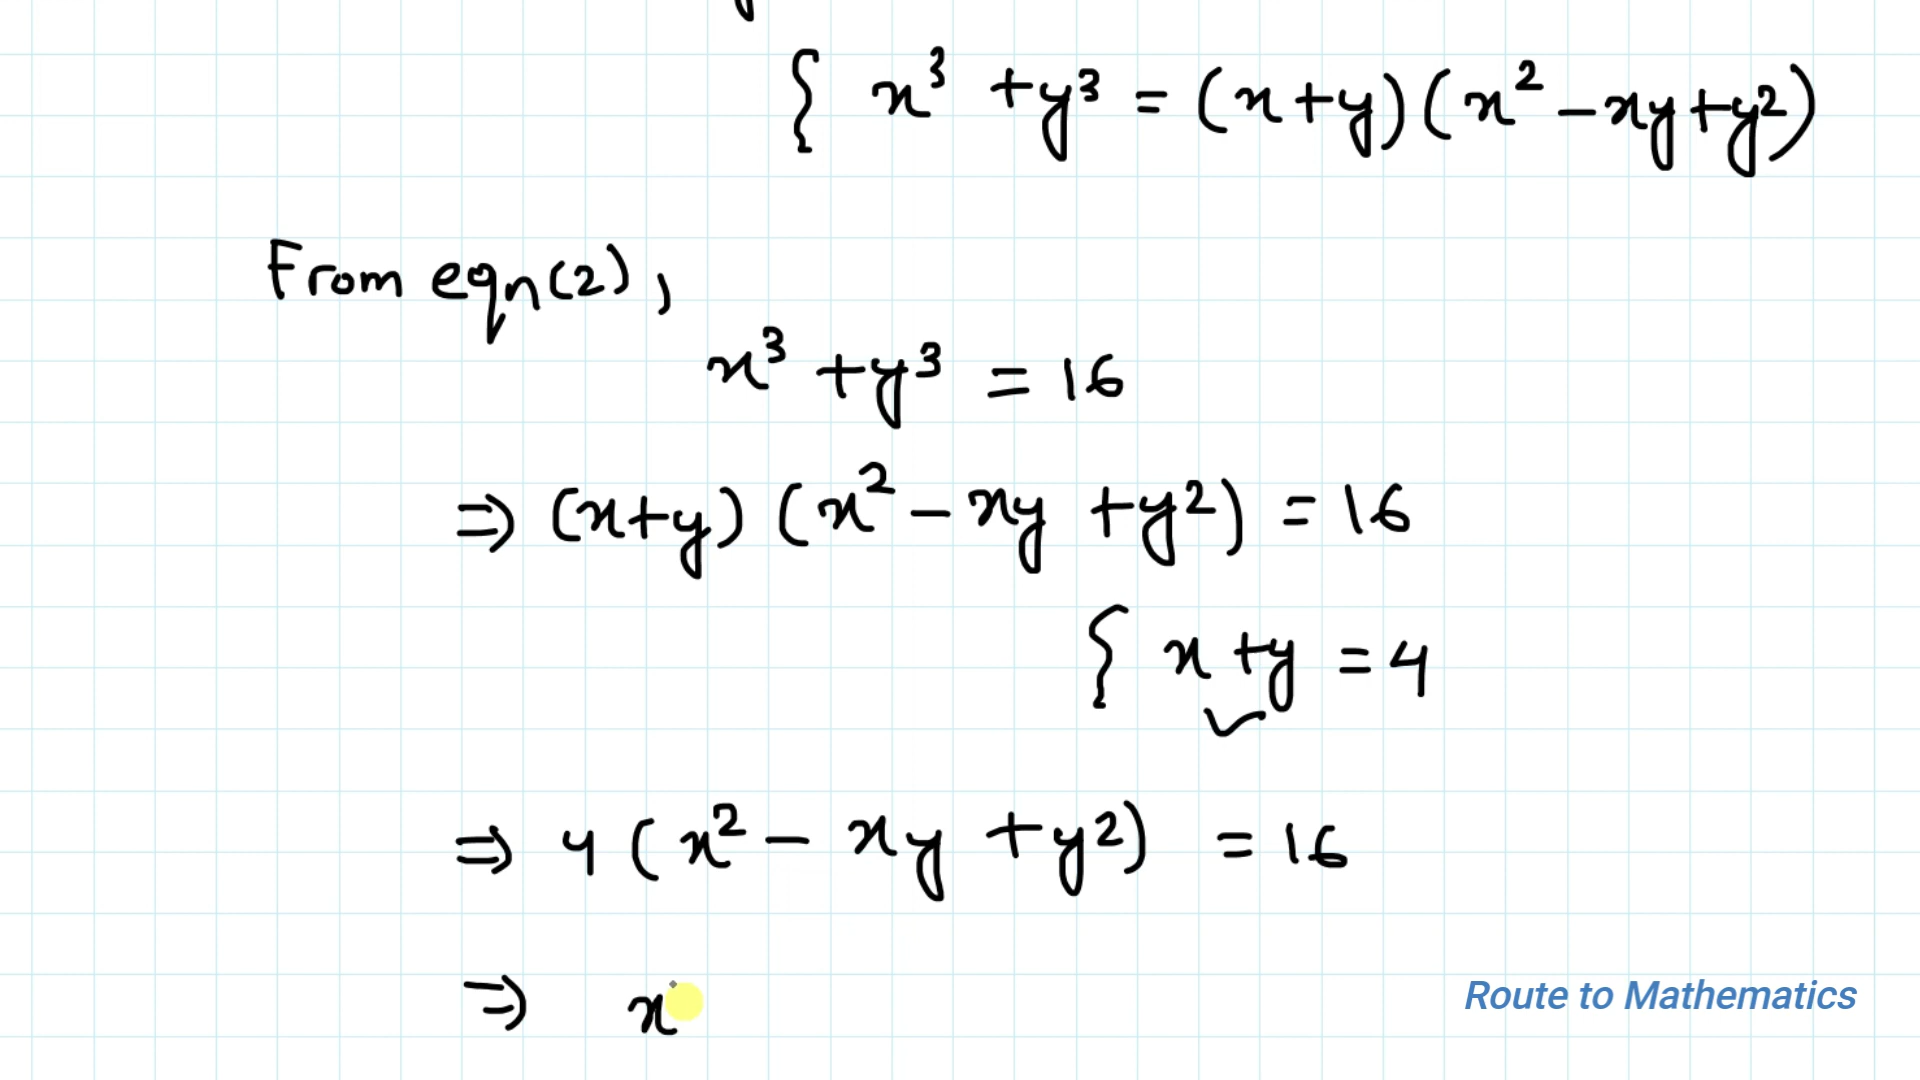 { x³ + y³ = (x+y)(x² - xy + y²)
From eqn(2),
x³ + y³ = 16
⇒ (x+y) (x² - xy + y²) = 16
{ x + y = 4
⇒ 4 (x² - xy + y²) = 16
⇒ x
Route to Mathematics